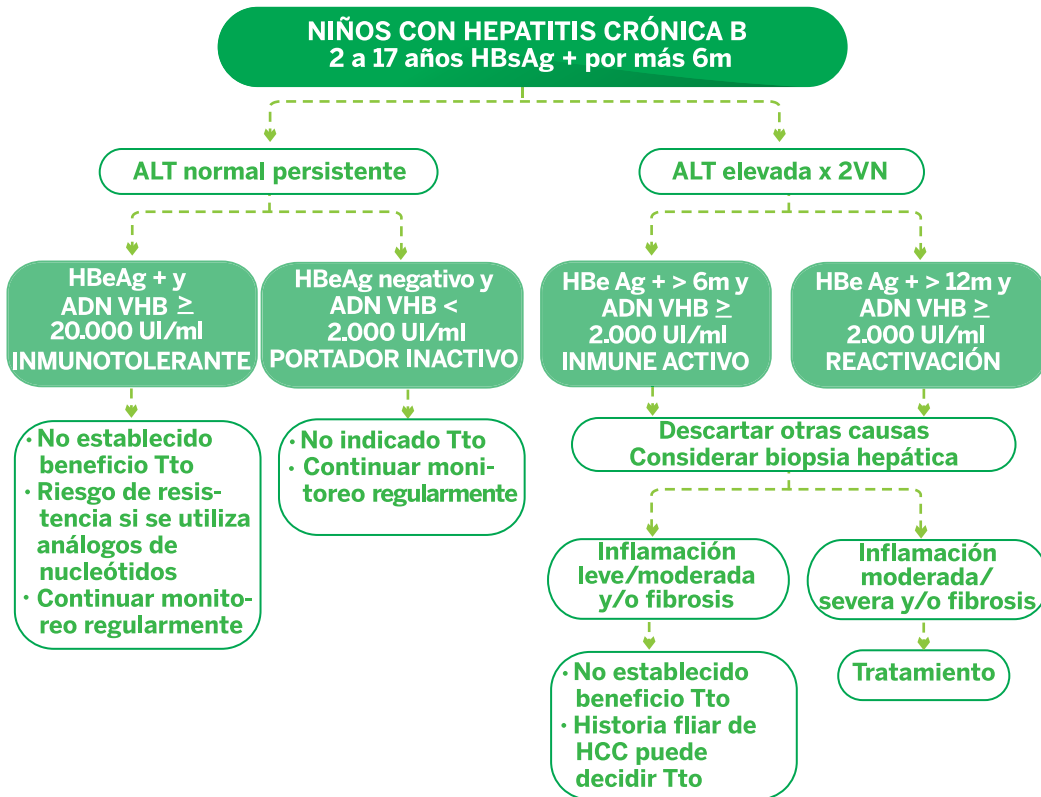 NIÑOS CON HEPATITIS CRÓNICA B
2 a 17 años HBsAg + por más 6m
ALT normal persistente
ALT elevada x 2VN
HBeAg + y
ADN VHB ≥
20.000 UI/ml
INMUNOTOLERANTE
HBeAg negativo y
ADN VHB <
2.000 UI/ml
PORTADOR INACTIVO
HBe Ag + > 6m y
ADN VHB ≥
2.000 UI/ml
INMUNE ACTIVO
HBe Ag + > 12m y
ADN VHB ≥
2.000 UI/ml
REACTIVACIÓN
· No establecido
beneficio Tto
· Riesgo de resis-
tencia si se utiliza
análogos de
nucleótidos
· Continuar monito-
reo regularmente
· No indicado Tto
· Continuar moni-
toreo regularmente
Descartar otras causas
Considerar biopsia hepática
Inflamación
leve/moderada
y/o fibrosis
Inflamación
moderada/
severa y/o fibrosis
· No establecido
beneficio Tto
· Historia fliar de
HCC puede
decidir Tto
Tratamiento